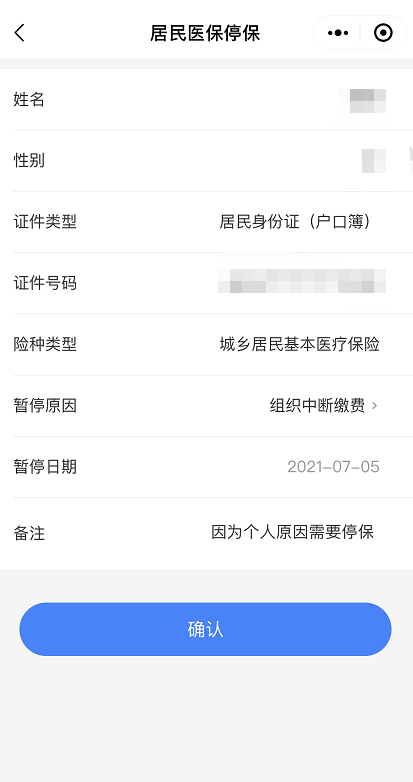 居民医保停保
姓名
性别
证件类型 居民身份证（户口簿）
证件号码
险种类型 城乡居民基本医疗保险
暂停原因 组织中断缴费
暂停日期 2021-07-05
备注 因为个人原因需要停保
确认